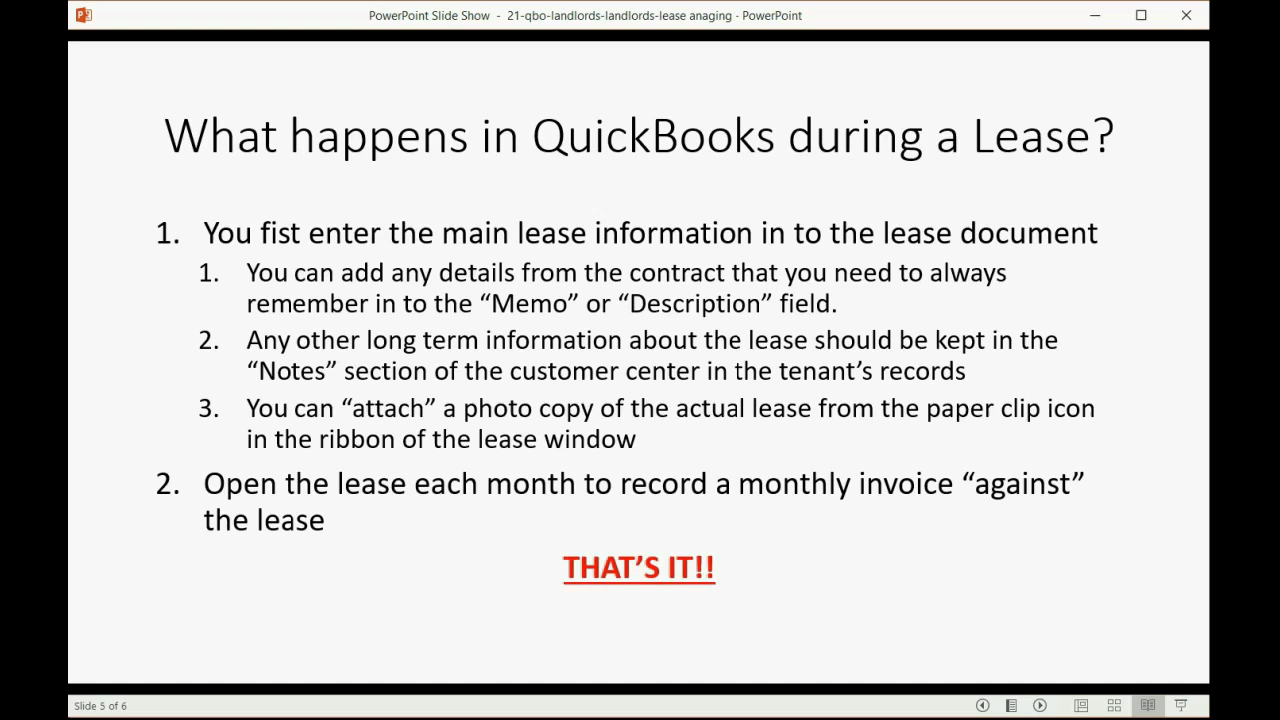 PowerPoint Slide Show - 21-qbo-landlords-landlords-lease anaging - PowerPoint
What happens in QuickBooks during a Lease?
1. You fist enter the main lease information in to the lease document
1. You can add any details from the contract that you need to always
remember in to the “Memo” or “Description” field.
2. Any other long term information about the lease should be kept in the
“Notes” section of the customer center in the tenant’s records
3. You can “attach” a photo copy of the actual lease from the paper clip icon
in the ribbon of the lease window
2. Open the lease each month to record a monthly invoice “against”
the lease
THAT’S IT!!
Slide 5 of 6